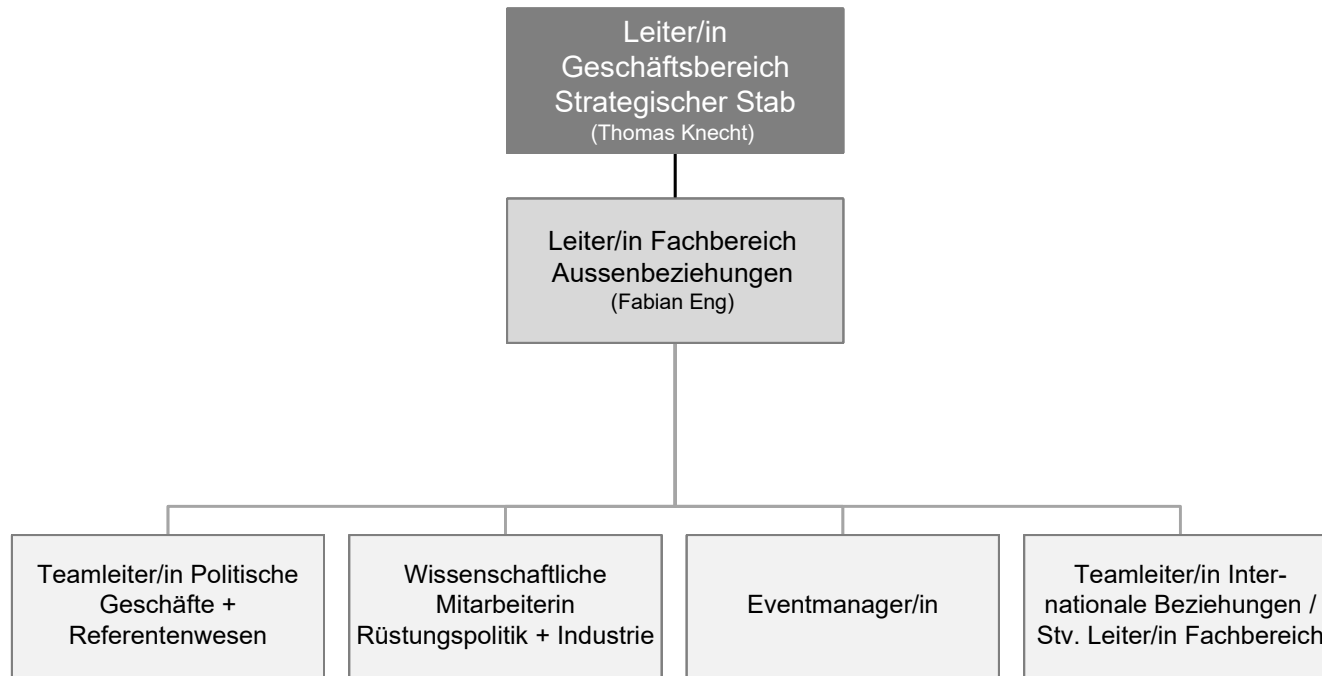 Leiter/in
Geschäftsbereich
Strategischer Stab
(Thomas Knecht)
Leiter/in Fachbereich
Aussenbeziehungen
(Fabian Eng)
Teamleiter/in Politische
Geschäfte +
Referentenwesen
Wissenschaftliche
Mitarbeiterin
Rüstungspolitik + Industrie
Eventmanager/in
Teamleiter/in Inter-
nationale Beziehungen /
Stv. Leiter/in Fachbereich